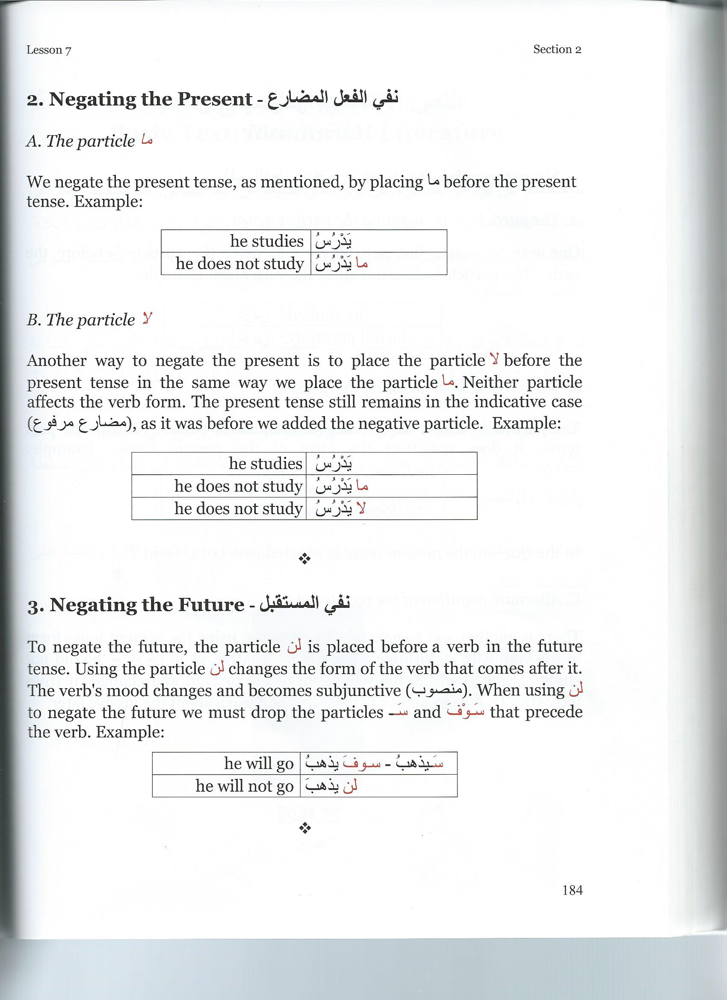 Lesson 7 Section 2
2. Negating the Present - نفي الفعل المضارع
A. The particle ما
We negate the present tense, as mentioned, by placing ما before the present
tense. Example:
he studies يَدْرُسُ
he does not study ما يَدْرُسُ
B. The particle لا
Another way to negate the present is to place the particle لا before the
present tense in the same way we place the particle ما. Neither particle
affects the verb form. The present tense still remains in the indicative case
(مضارع مرفوع), as it was before we added the negative particle. Example:
he studies يَدْرُسُ
he does not study ما يَدْرُسُ
he does not study لا يَدْرُسُ
3. Negating the Future - نفي المستقبل
To negate the future, the particle لن is placed before a verb in the future
tense. Using the particle لن changes the form of the verb that comes after it.
The verb's mood changes and becomes subjunctive (منصوب). When using لن
to negate the future we must drop the particles سَـ and سَوْفَ that precede
the verb. Example:
he will go سَيذهبُ - سوفَ يذهبُ
he will not go لن يذهبَ
184